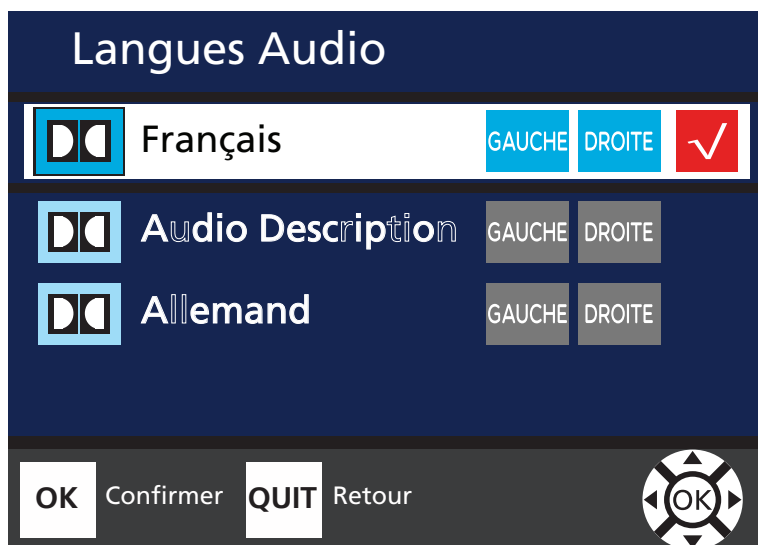 Langues Audio
Français GAUCHE DROITE
Audio Description GAUCHE DROITE
Allemand GAUCHE DROITE
OK Confirmer QUIT Retour OK